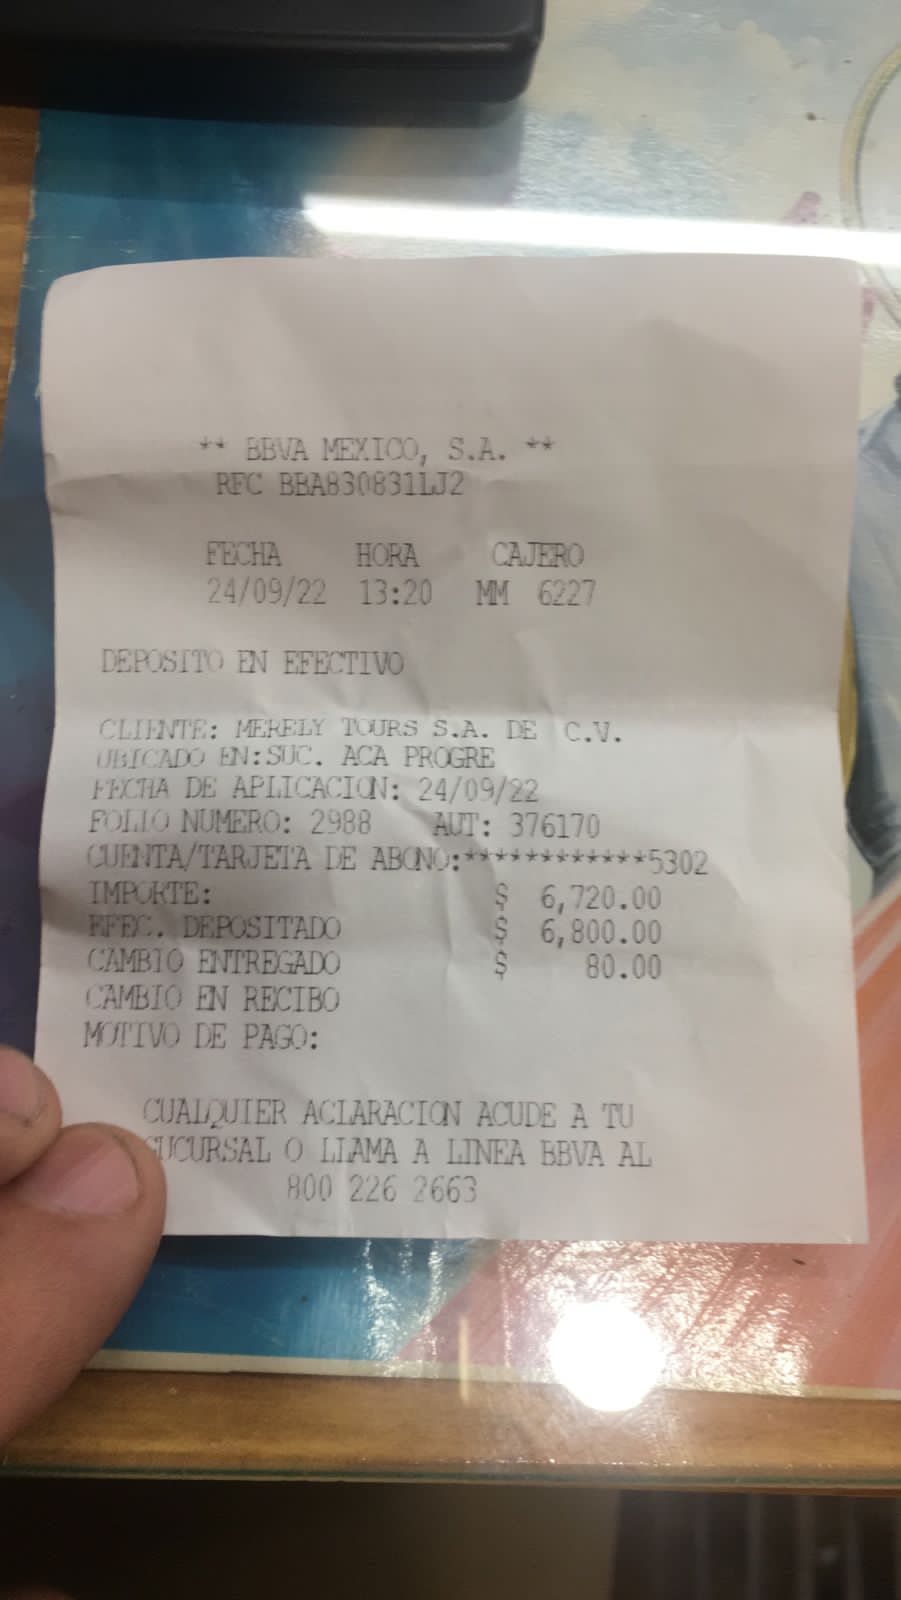 ** BBVA MEXICO, S.A. **
RFC BBA830831LJ2
FECHA HORA CAJERO
24/09/22 13:20 MM 6227
DEPOSITO EN EFECTIVO
CLIENTE: MERELY TOURS S.A. DE C.V.
UBICADO EN:SUC. ACA PROGRE
FECHA DE APLICACION: 24/09/22
FOLIO NUMERO: 2988 AUT: 376170
CUENTA/TARJETA DE ABONO:************5302
IMPORTE: $ 6,720.00
EFEC. DEPOSITADO $ 6,800.00
CAMBIO ENTREGADO $ 80.00
CAMBIO EN RECIBO
MOTIVO DE PAGO:
CUALQUIER ACLARACION ACUDE A TU
SUCURSAL O LLAMA A LINEA BBVA AL
800 226 2663